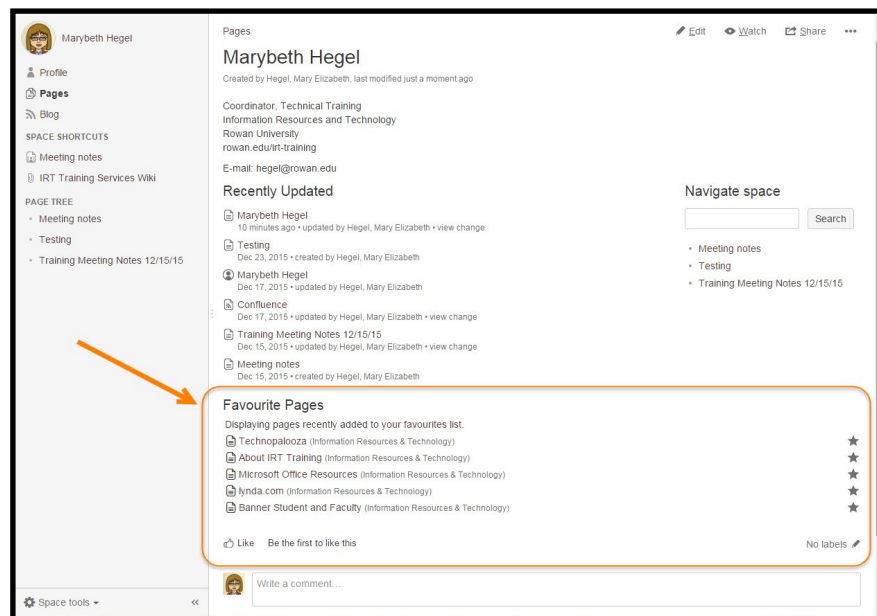 Marybeth Hegel
Profile
Pages
Blog
SPACE SHORTCUTS
Meeting notes
IRT Training Services Wiki
PAGE TREE
• Meeting notes
• Testing
• Training Meeting Notes 12/15/15
Space tools
«
Pages
Edit Watch Share •••
Marybeth Hegel
Created by Hegel, Mary Elizabeth, last modified just a moment ago
Coordinator, Technical Training
Information Resources and Technology
Rowan University
rowan.edu/irt-training
E-mail: hegel@rowan.edu
Recently Updated
Marybeth Hegel
10 minutes ago • updated by Hegel, Mary Elizabeth • view change
Testing
Dec 23, 2015 • created by Hegel, Mary Elizabeth
Marybeth Hegel
Dec 17, 2015 • updated by Hegel, Mary Elizabeth
Confluence
Dec 17, 2015 • updated by Hegel, Mary Elizabeth • view change
Training Meeting Notes 12/15/15
Dec 15, 2015 • updated by Hegel, Mary Elizabeth • view change
Meeting notes
Dec 15, 2015 • created by Hegel, Mary Elizabeth
Navigate space
Search
• Meeting notes
• Testing
• Training Meeting Notes 12/15/15
Favourite Pages
Displaying pages recently added to your favourites list.
Technopalooza (Information Resources & Technology)
About IRT Training (Information Resources & Technology)
Microsoft Office Resources (Information Resources & Technology)
lynda.com (Information Resources & Technology)
Banner Student and Faculty (Information Resources & Technology)
Like Be the first to like this
No labels
Write a comment…